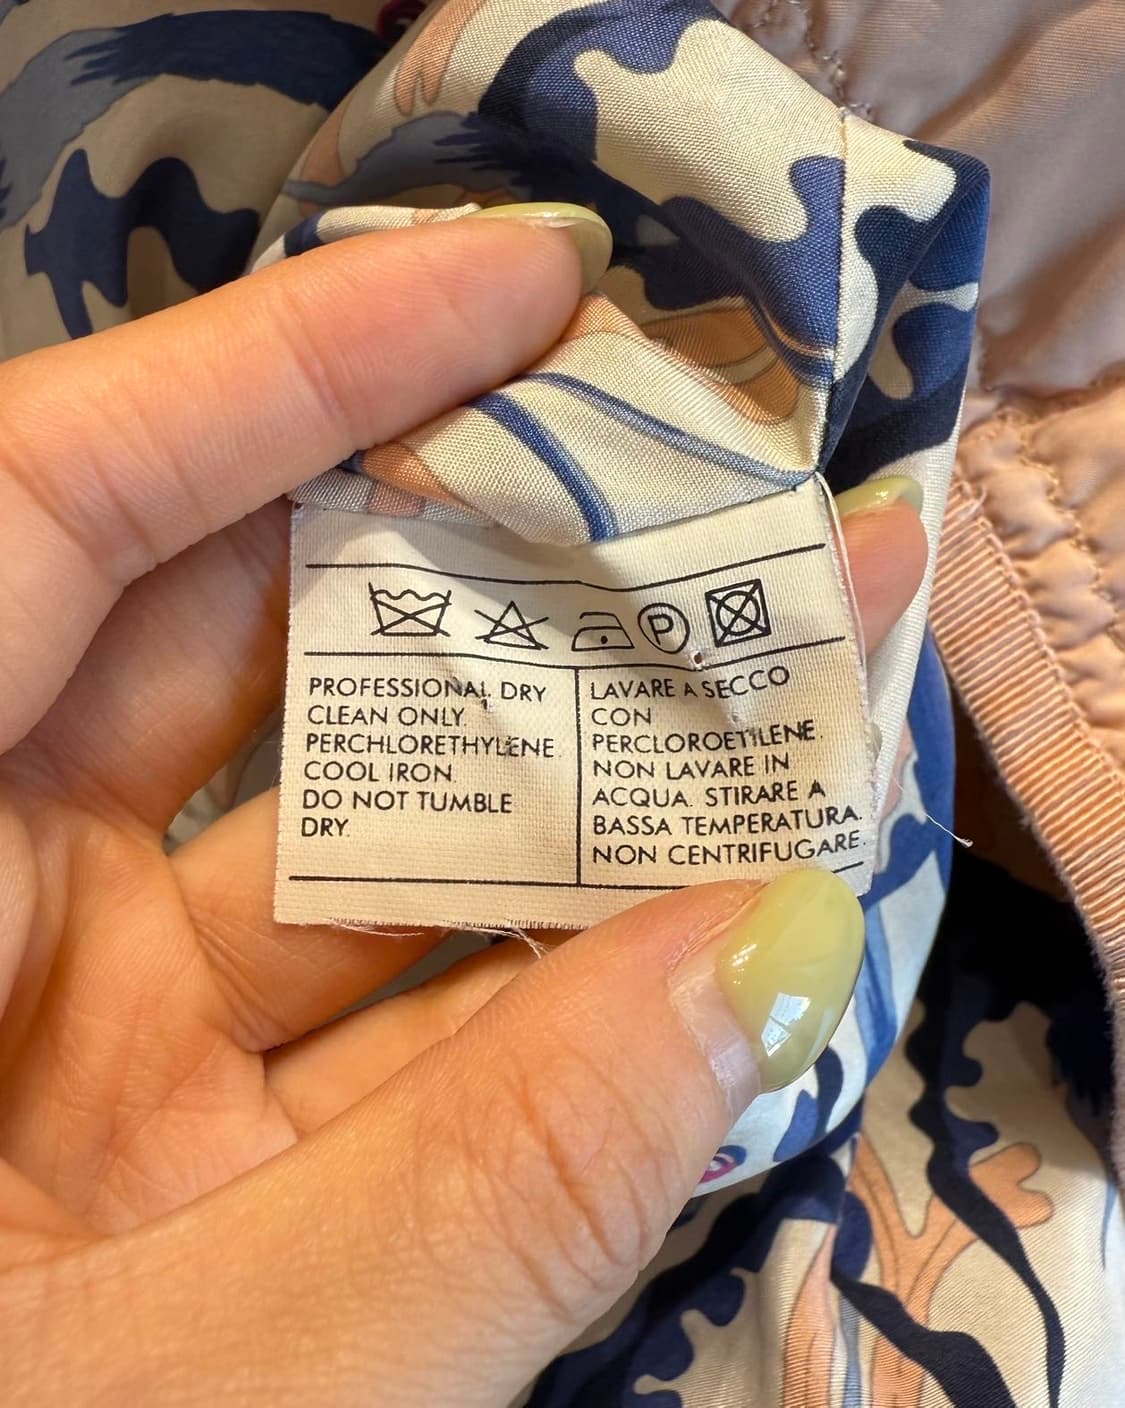 P
PROFESSIONAL DRY
CLEAN ONLY.
PERCHLORETHYLENE.
COOL IRON.
DO NOT TUMBLE
DRY.
LAVARE A SECCO
CON
PERCLOROETILENE.
NON LAVARE IN
ACQUA. STIRARE A
BASSA TEMPERATURA.
NON CENTRIFUGARE.